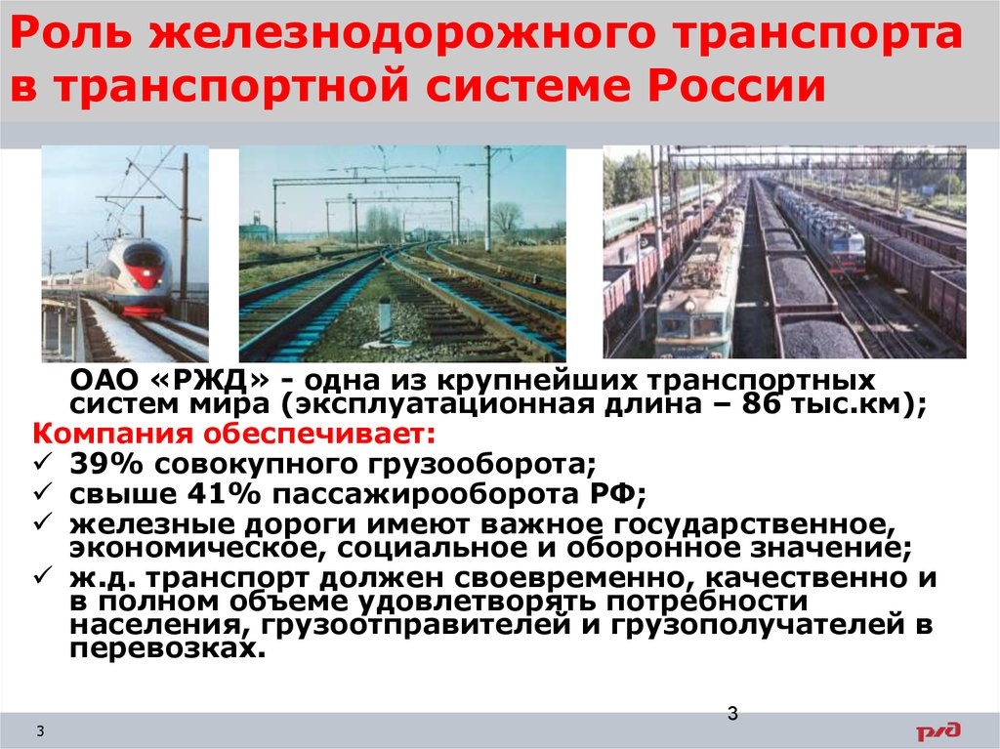 Роль железнодорожного транспорта
в транспортной системе России
ОАО «РЖД» - одна из крупнейших транспортных
систем мира (эксплуатационная длина – 86 тыс.км);
Компания обеспечивает:
✓ 39% совокупного грузооборота;
✓ свыше 41% пассажирооборота РФ;
✓ железные дороги имеют важное государственное,
экономическое, социальное и оборонное значение;
✓ ж.д. транспорт должен своевременно, качественно и
в полном объеме удовлетворять потребности
населения, грузоотправителей и грузополучателей в
перевозках.
3
3
РЖД